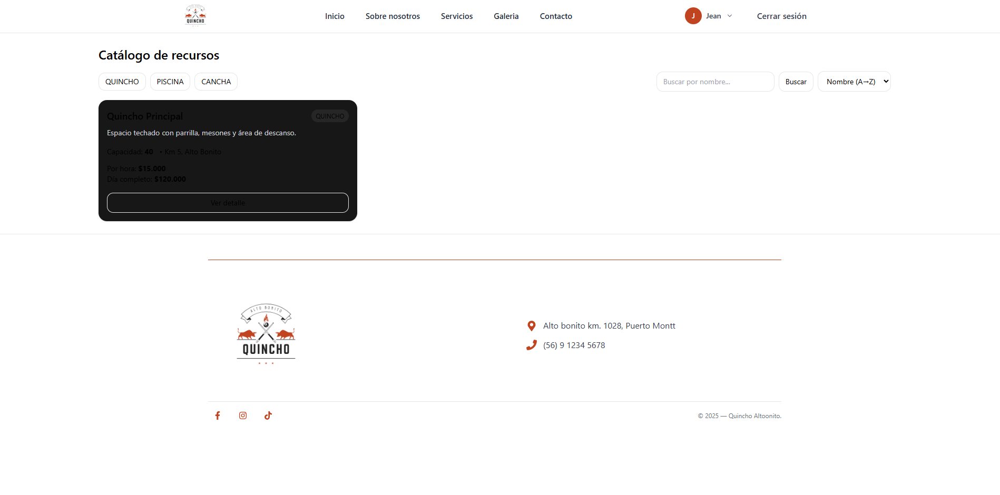 QUINCHO
Inicio
Sobre nosotros
Servicios
Galeria
Contacto
J
Jean
Cerrar sesión
Catálogo de recursos
QUINCHO
PISCINA
CANCHA
Buscar por nombre...
Buscar
Nombre (A→Z)
Quincho Principal
QUINCHO
Espacio techado con parrilla, mesones y área de descanso.
Capacidad: 40 • Km 5. Alto Bonito
Por hora: $15.000
Día completo: $120.000
Ver detalle
ALTO BONITO
QUINCHO
Alto bonito km. 1028, Puerto Montt
(56) 9 1234 5678
© 2025 — Quincho Altoonito.